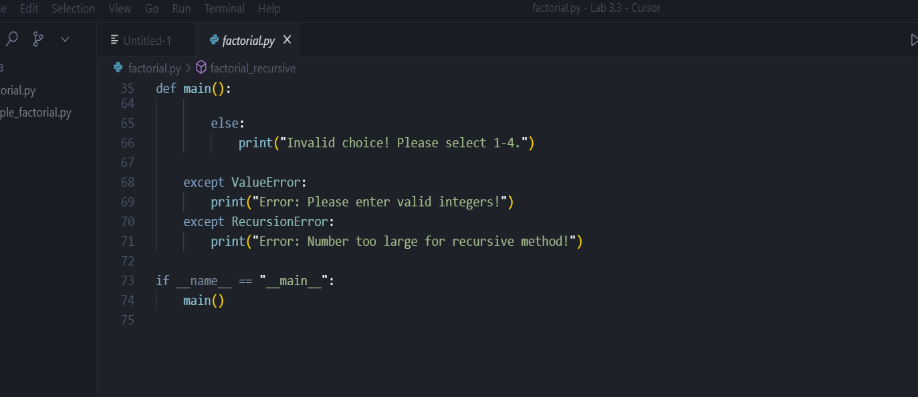 Edit Selection View Go Run Terminal Help
factorial.py - Lab 3.3 - Cursor
Untitled-1
factorial.py
factorial.py > factorial_recursive
orial.py
ple_factorial.py
35 def main():
64
65 else:
66 print("Invalid choice! Please select 1-4.")
67
68 except ValueError:
69 print("Error: Please enter valid integers!")
70 except RecursionError:
71 print("Error: Number too large for recursive method!")
72
73 if __name__ == "__main__":
74 main()
75